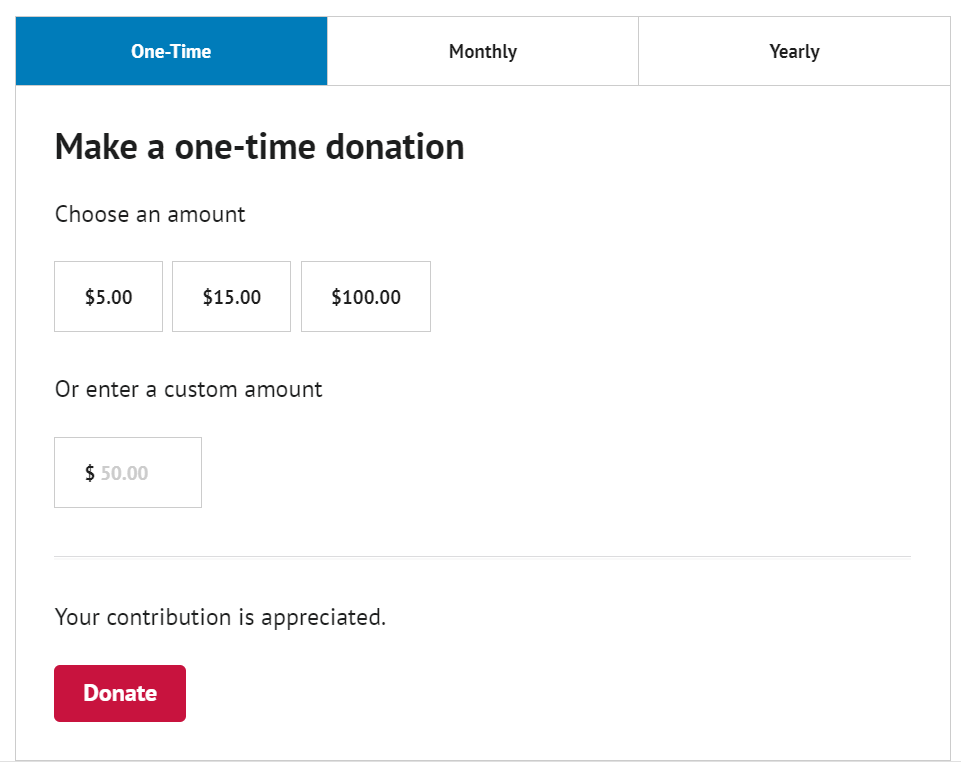 One-Time Monthly Yearly
Make a one-time donation
Choose an amount
$5.00 $15.00 $100.00
Or enter a custom amount
$ 50.00
Your contribution is appreciated.
Donate